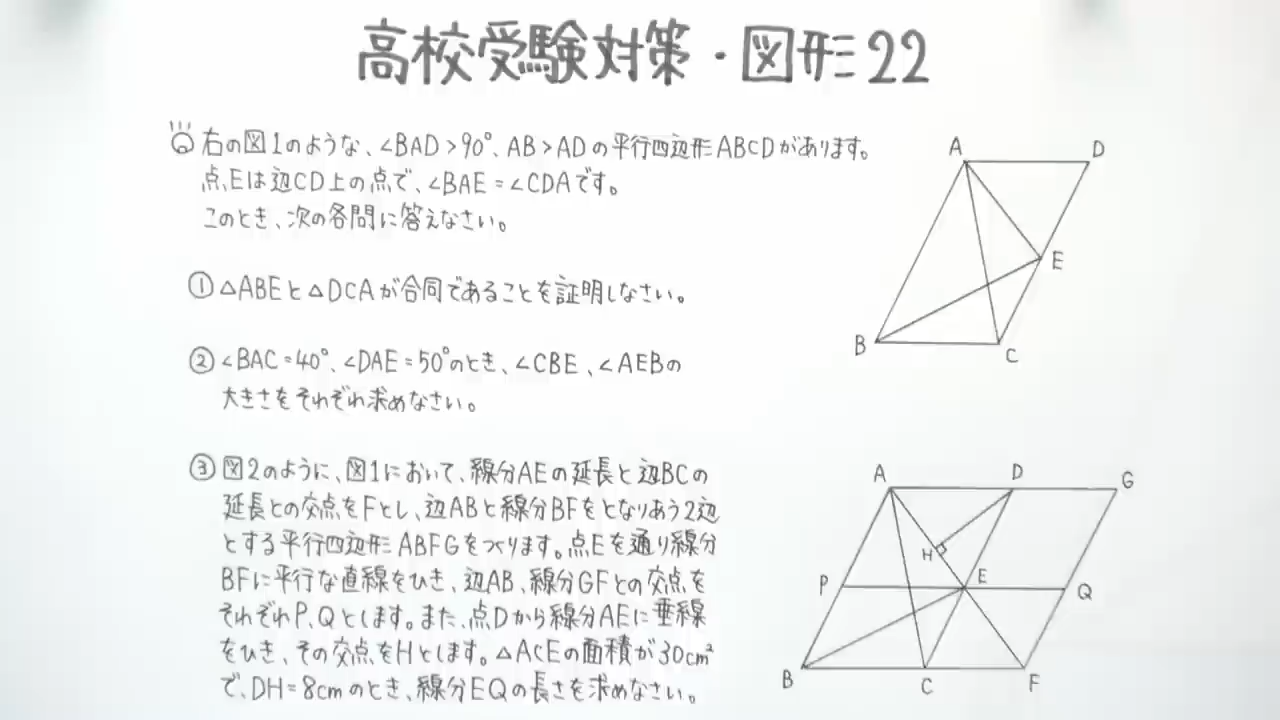 高校受験対策・図形22
右の図1のような、∠BAD>90°、AB>ADの平行四辺形ABCDがあります。
点Eは辺CD上の点で、∠BAE=∠CDAです。
このとき、次の各問に答えなさい。
① △ABEと△DCAが合同であることを証明しなさい。
② ∠BAC=40°、∠DAE=50°のとき、∠CBE、∠AEBの
大きさをそれぞれ求めなさい。
③ 図2のように、図1において、線分AEの延長と辺BCの
延長との交点をFとし、辺ABと線分BFをとなりあう2辺
とする平行四辺形ABFGをつくります。点Eを通り線分
BFに平行な直線をひき、辺AB、線分GFとの交点を
それぞれP、Qとします。また、点Dから線分AEに垂線
をひき、その交点をHとします。△ACEの面積が30cm²
で、DH=8cmのとき、線分EQの長さを求めなさい。
A
D
E
B
C
A
D
G
H
P
E
Q
B
C
F